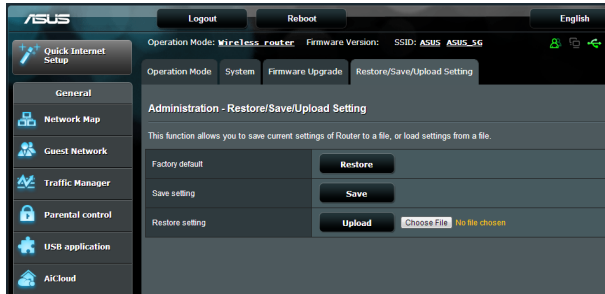 ASUS
Logout Reboot English
Quick Internet Setup
Operation Mode: Wireless router Firmware Version: SSID: ASUS ASUS_5G
Operation Mode System Firmware Upgrade Restore/Save/Upload Setting
General
Network Map
Guest Network
Traffic Manager
Parental control
USB application
AiCloud
Administration - Restore/Save/Upload Setting
This function allows you to save current settings of Router to a file, or load settings from a file.
Factory default Restore
Save setting Save
Restore setting Upload Choose File No file chosen